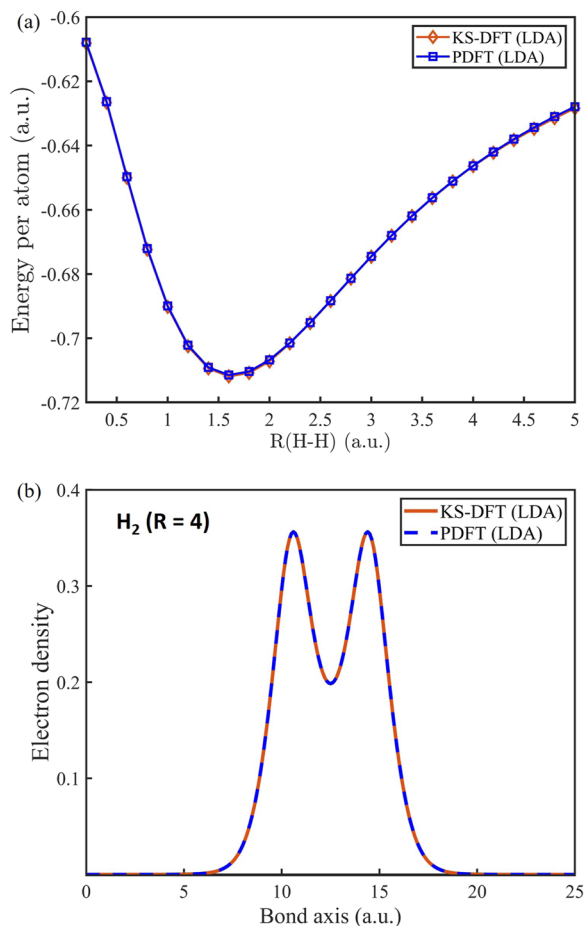 (a)
-0.6
-0.62
-0.64
-0.66
-0.68
-0.7
-0.72
Energy per atom (a.u.)
KS-DFT (LDA)
PDFT (LDA)
0.5 1 1.5 2 2.5 3 3.5 4 4.5 5
R(H-H) (a.u.)
(b)
0.4
0.3
0.2
0.1
Electron density
H₂ (R = 4)
KS-DFT (LDA)
PDFT (LDA)
0 5 10 15 20 25
Bond axis (a.u.)